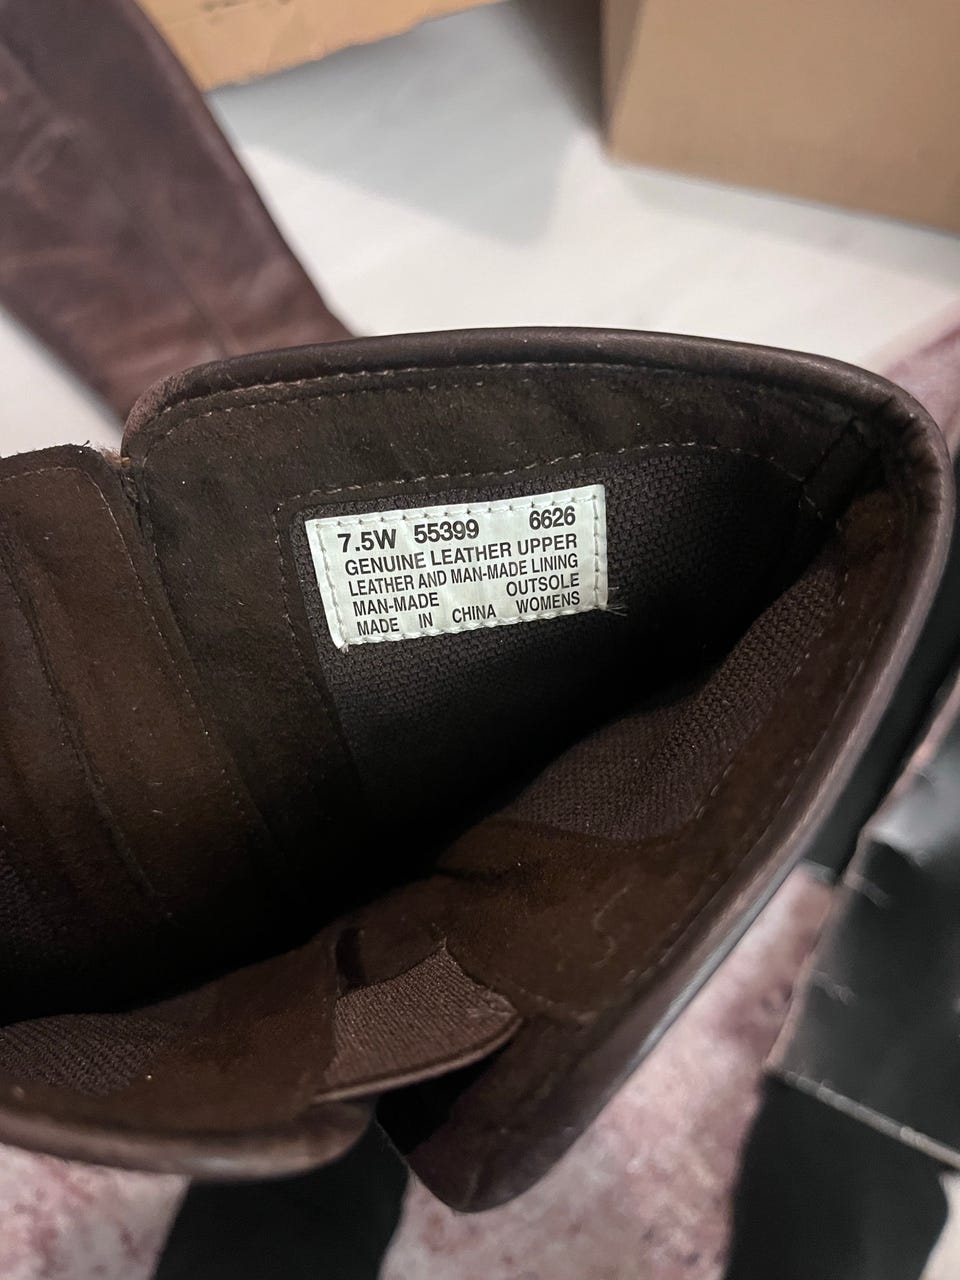 7.5W 55399 6626
GENUINE LEATHER UPPER
LEATHER AND MAN-MADE LINING
MAN-MADE OUTSOLE
MADE IN CHINA WOMENS